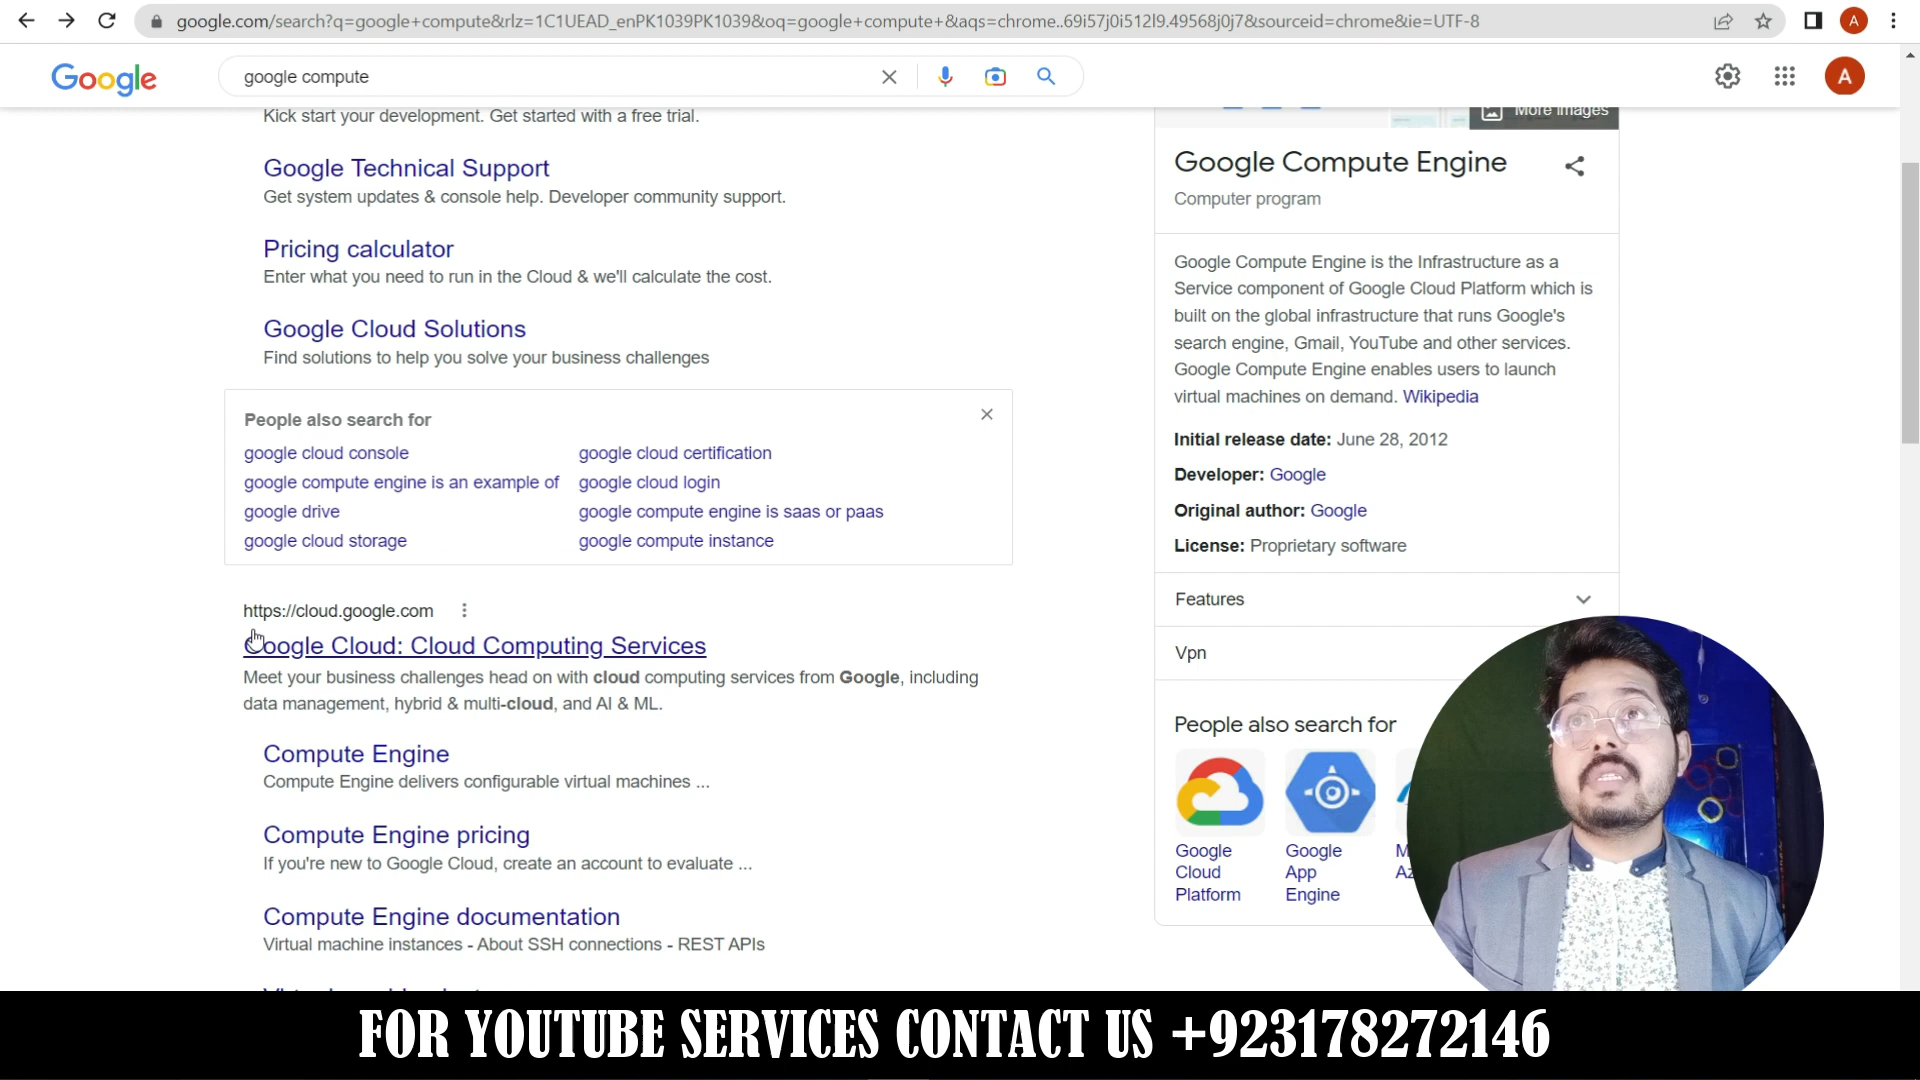 google.com/search?q=google+compute&rlz=1C1UEAD_enPK1039PK1039&oq=google+compute+&aqs=chrome..69i57j0i512l9.49568j0j7&sourceid=chrome&ie=UTF-8
A
Google
google compute
A
Kick start your development. Get started with a free trial.
Google Technical Support
Get system updates & console help. Developer community support.
Pricing calculator
Enter what you need to run in the Cloud & we'll calculate the cost.
Google Cloud Solutions
Find solutions to help you solve your business challenges
People also search for
google cloud console
google cloud certification
google compute engine is an example of
google cloud login
google drive
google compute engine is saas or paas
google cloud storage
google compute instance
https://cloud.google.com
Google Cloud: Cloud Computing Services
Meet your business challenges head on with cloud computing services from Google, including
data management, hybrid & multi-cloud, and AI & ML.
Compute Engine
Compute Engine delivers configurable virtual machines ...
Compute Engine pricing
If you're new to Google Cloud, create an account to evaluate ...
Compute Engine documentation
Virtual machine instances - About SSH connections - REST APIs
More images
Google Compute Engine
Computer program
Google Compute Engine is the Infrastructure as a
Service component of Google Cloud Platform which is
built on the global infrastructure that runs Google's
search engine, Gmail, YouTube and other services.
Google Compute Engine enables users to launch
virtual machines on demand. Wikipedia
Initial release date: June 28, 2012
Developer: Google
Original author: Google
License: Proprietary software
Features
Vpn
People also search for
Google
Cloud
Platform
Google
App
Engine
M
Az
FOR YOUTUBE SERVICES CONTACT US +923178272146